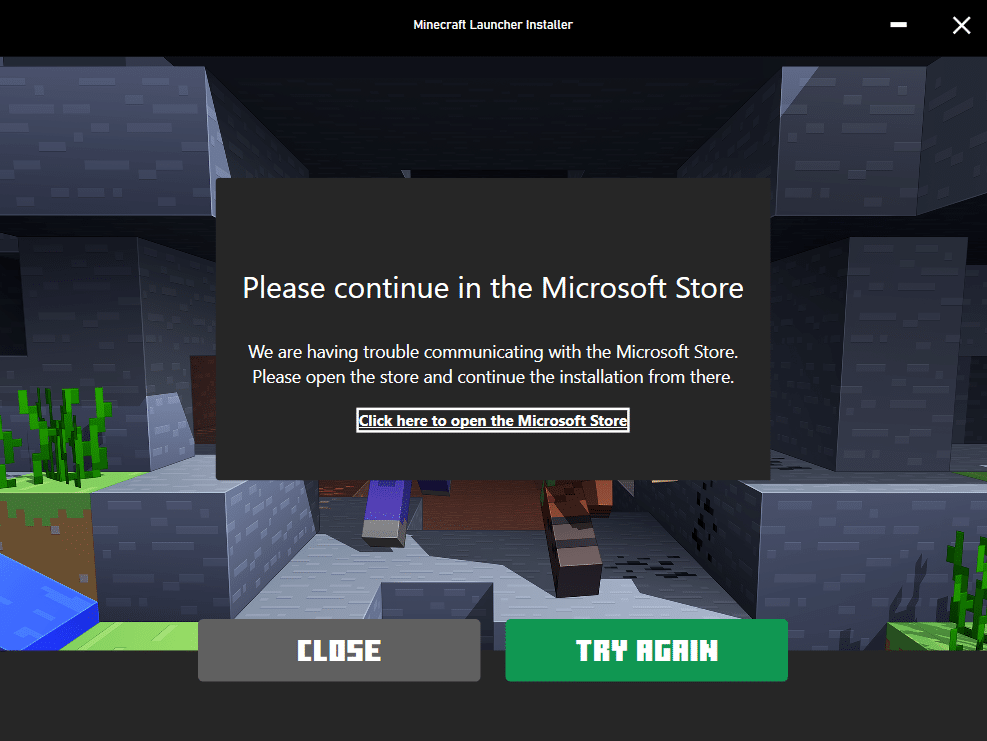 Minecraft Launcher Installer
Please continue in the Microsoft Store
We are having trouble communicating with the Microsoft Store.
Please open the store and continue the installation from there.
Click here to open the Microsoft Store
CLOSE
TRY AGAIN